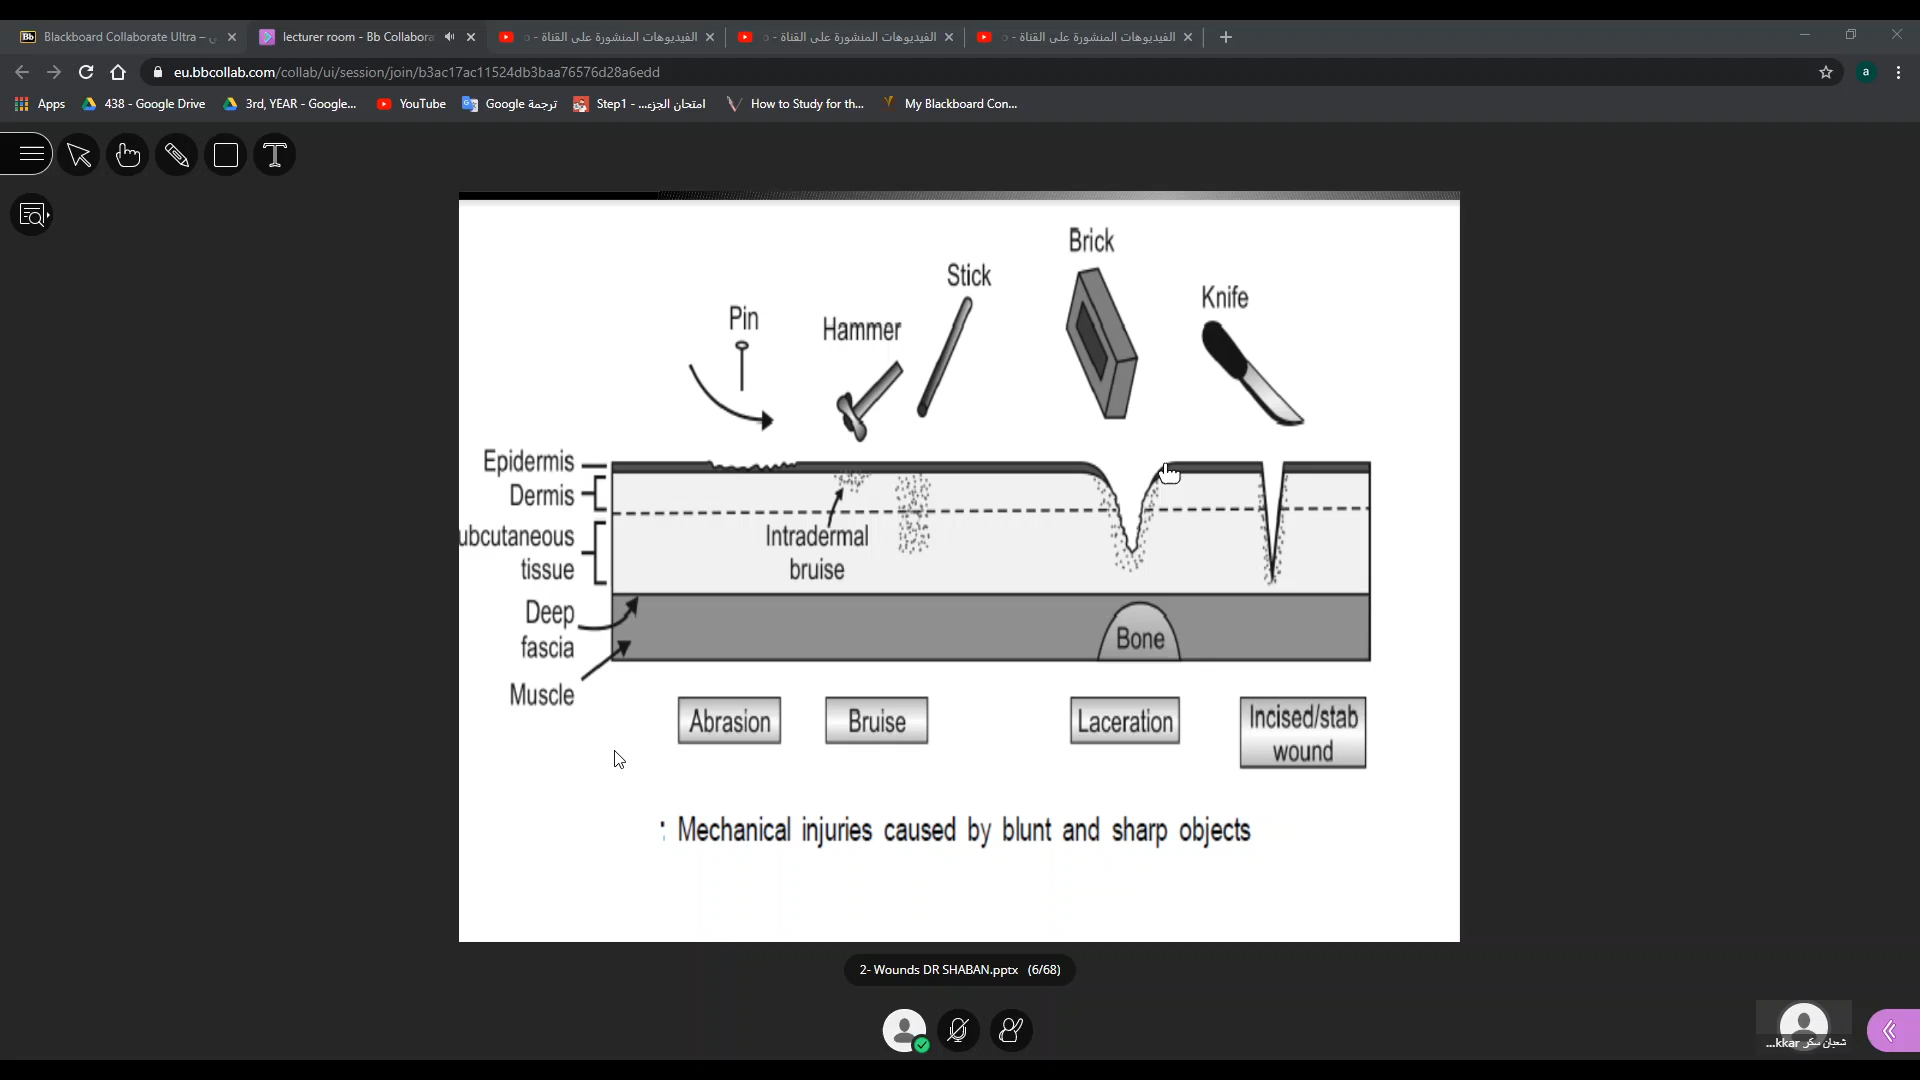 Blackboard Collaborate Ultra –
lecturer room - Bb Collabora
الفيديوهات المنشورة على القناة -
الفيديوهات المنشورة على القناة -
الفيديوهات المنشورة على القناة -
eu.bbcollab.com/collab/ui/session/join/b3ac17ac11524db3baa76576d28a6edd
a
Apps
438 - Google Drive
3rd, YEAR - Google...
YouTube
ترجمة Google
امتحان الجزء... - Step1
How to Study for th...
My Blackboard Con...
Brick
Stick
Knife
Pin
Hammer
Epidermis
Dermis
ubcutaneous
tissue
Intradermal
bruise
Deep
fascia
Bone
Muscle
Abrasion
Bruise
Laceration
Incised/stab
wound
: Mechanical injuries caused by blunt and sharp objects
2- Wounds DR SHABAN.pptx (6/68)
شعبان سكر kkar...